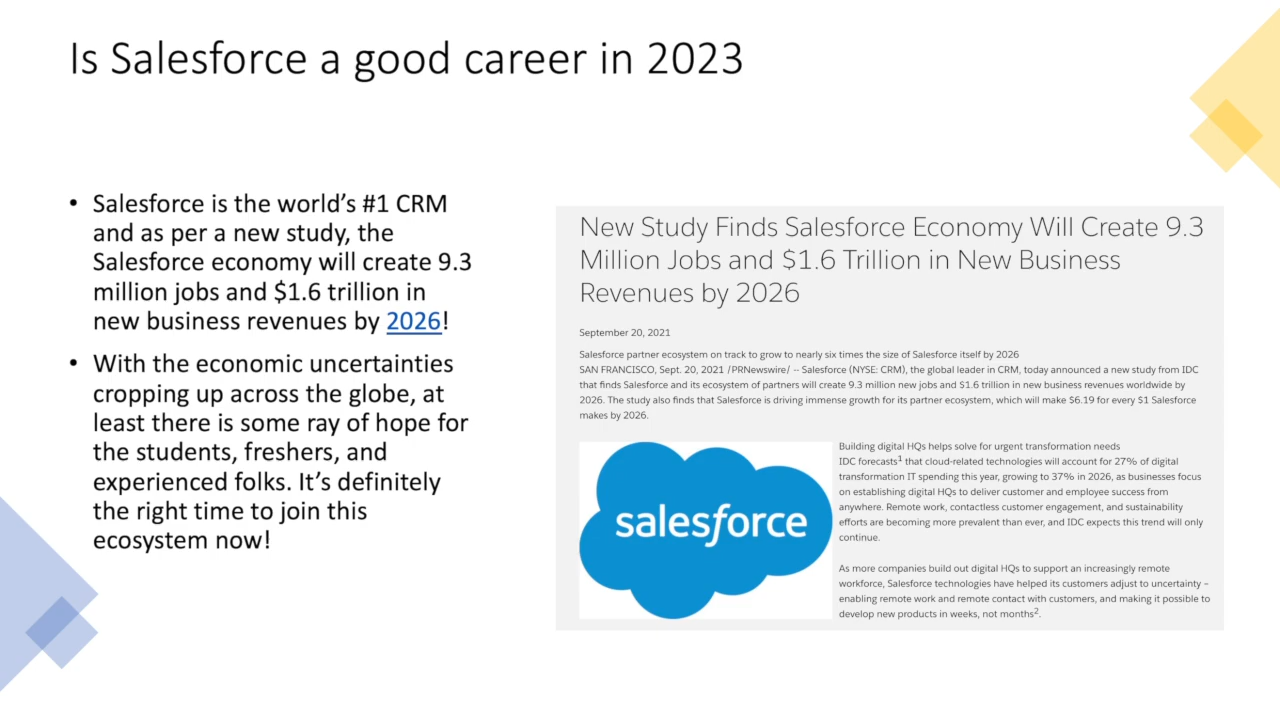 Is Salesforce a good career in 2023
• Salesforce is the world’s #1 CRM
and as per a new study, the
Salesforce economy will create 9.3
million jobs and $1.6 trillion in
new business revenues by 2026!
• With the economic uncertainties
cropping up across the globe, at
least there is some ray of hope for
the students, freshers, and
experienced folks. It’s definitely
the right time to join this
ecosystem now!
New Study Finds Salesforce Economy Will Create 9.3
Million Jobs and $1.6 Trillion in New Business
Revenues by 2026
September 20, 2021
Salesforce partner ecosystem on track to grow to nearly six times the size of Salesforce itself by 2026
SAN FRANCISCO, Sept. 20, 2021 /PRNewswire/ -- Salesforce (NYSE: CRM), the global leader in CRM, today announced a new study from IDC
that finds Salesforce and its ecosystem of partners will create 9.3 million new jobs and $1.6 trillion in new business revenues worldwide by
2026. The study also finds that Salesforce is driving immense growth for its partner ecosystem, which will make $6.19 for every $1 Salesforce
makes by 2026.
salesforce
Building digital HQs helps solve for urgent transformation needs
IDC forecasts¹ that cloud-related technologies will account for 27% of digital
transformation IT spending this year, growing to 37% in 2026, as businesses focus
on establishing digital HQs to deliver customer and employee success from
anywhere. Remote work, contactless customer engagement, and sustainability
efforts are becoming more prevalent than ever, and IDC expects this trend will only
continue.
As more companies build out digital HQs to support an increasingly remote
workforce, Salesforce technologies have helped its customers adjust to uncertainty –
enabling remote work and remote contact with customers, and making it possible to
develop new products in weeks, not months².